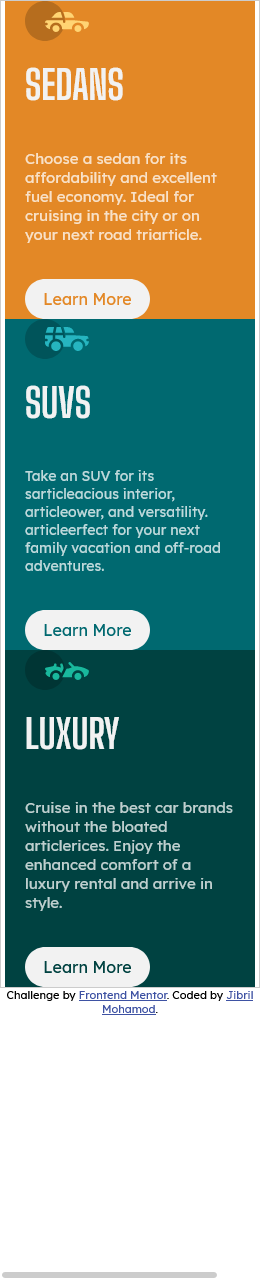 SEDANS
Choose a sedan for its
affordability and excellent
fuel economy. Ideal for
cruising in the city or on
your next road triarticle.
Learn More
SUVS
Take an SUV for its
sarticleacious interior,
articleower, and versatility.
articleerfect for your next
family vacation and off-road
adventures.
Learn More
LUXURY
Cruise in the best car brands
without the bloated
articlerices. Enjoy the
enhanced comfort of a
luxury rental and arrive in
style.
Learn More
Challenge by Frontend Mentor. Coded by Jibril
Mohamod.